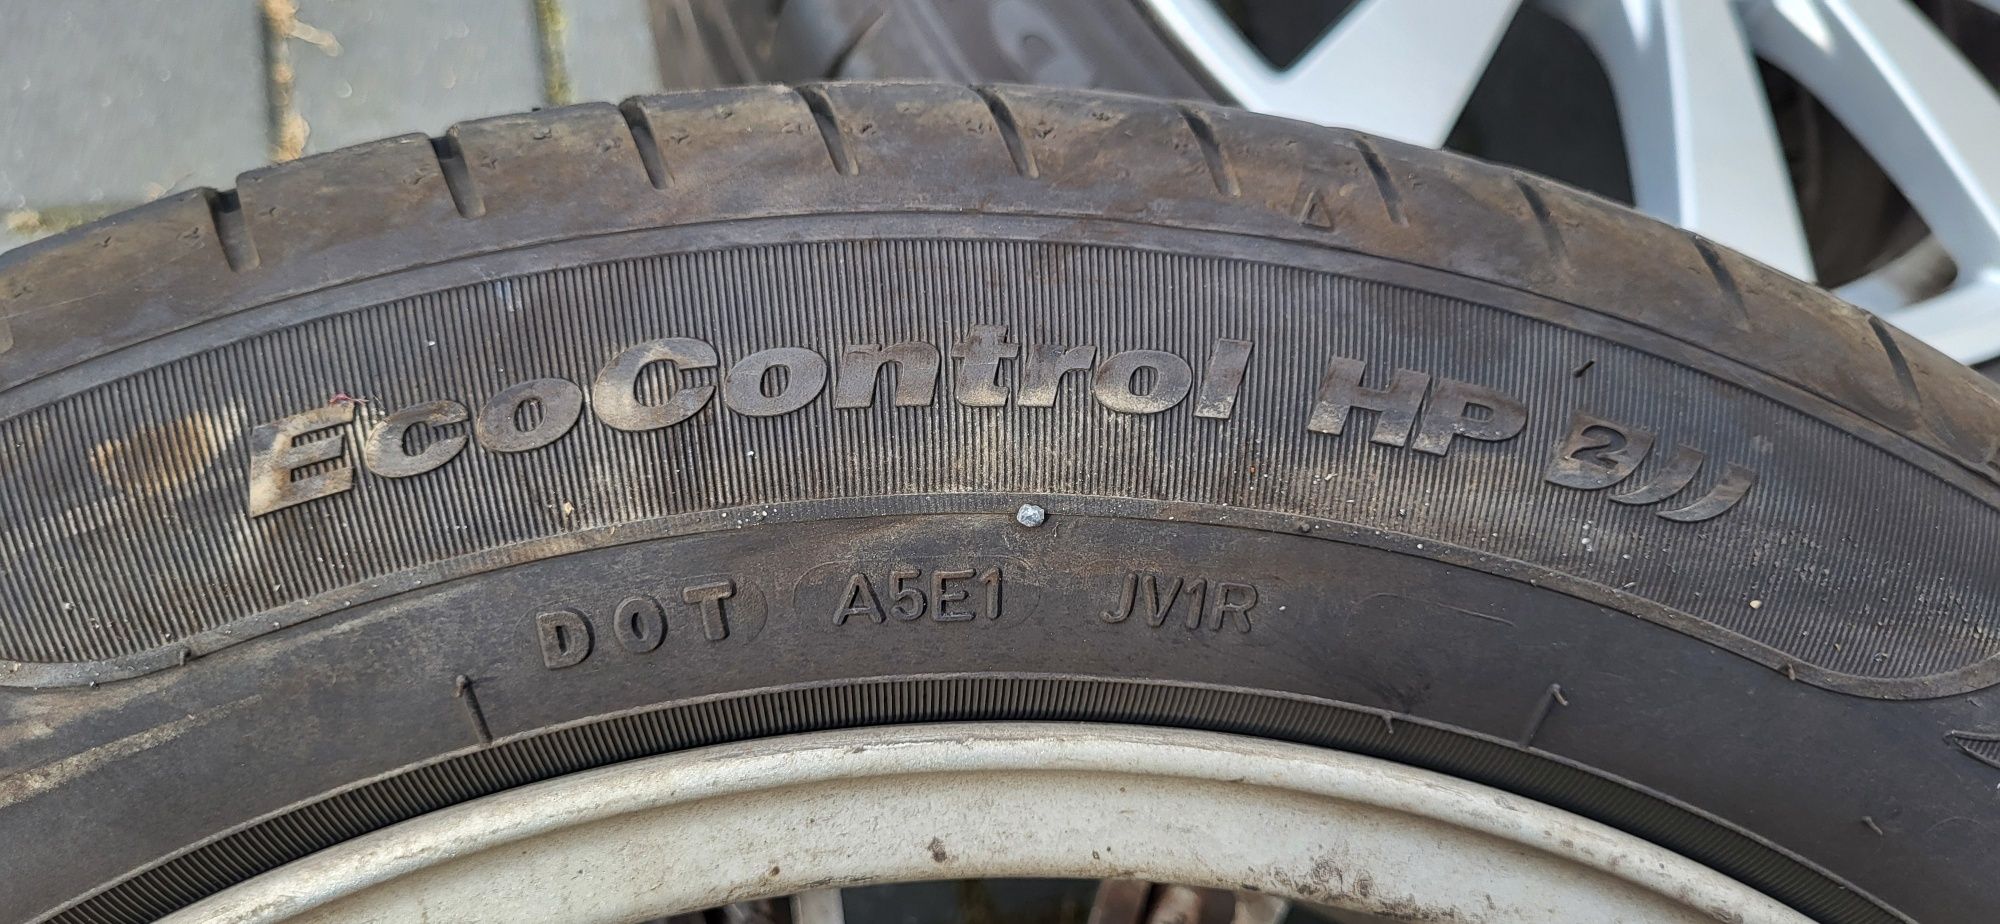 EcoControl HP 2
DOT A5E1 JV1R